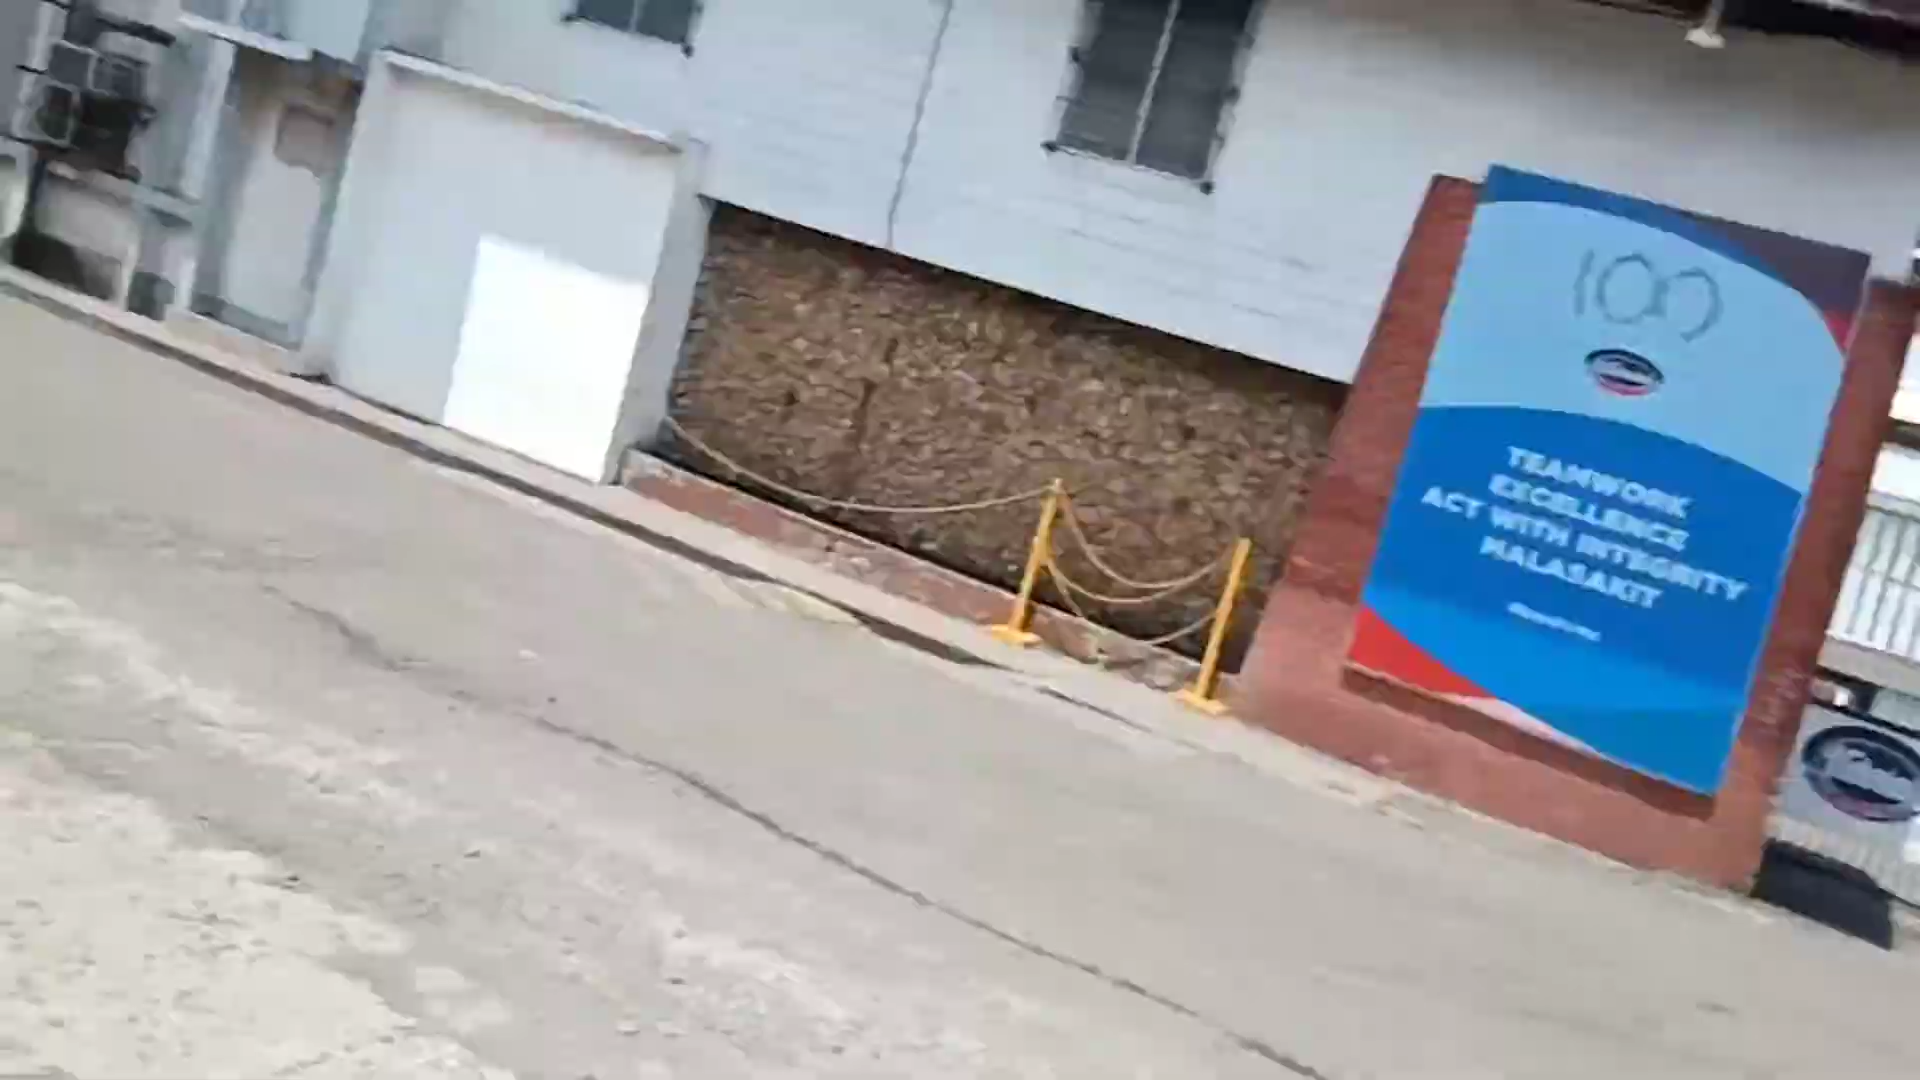 100
TEAMWORK
EXCELLENCE
ACT WITH INTEGRITY
MALASAKIT